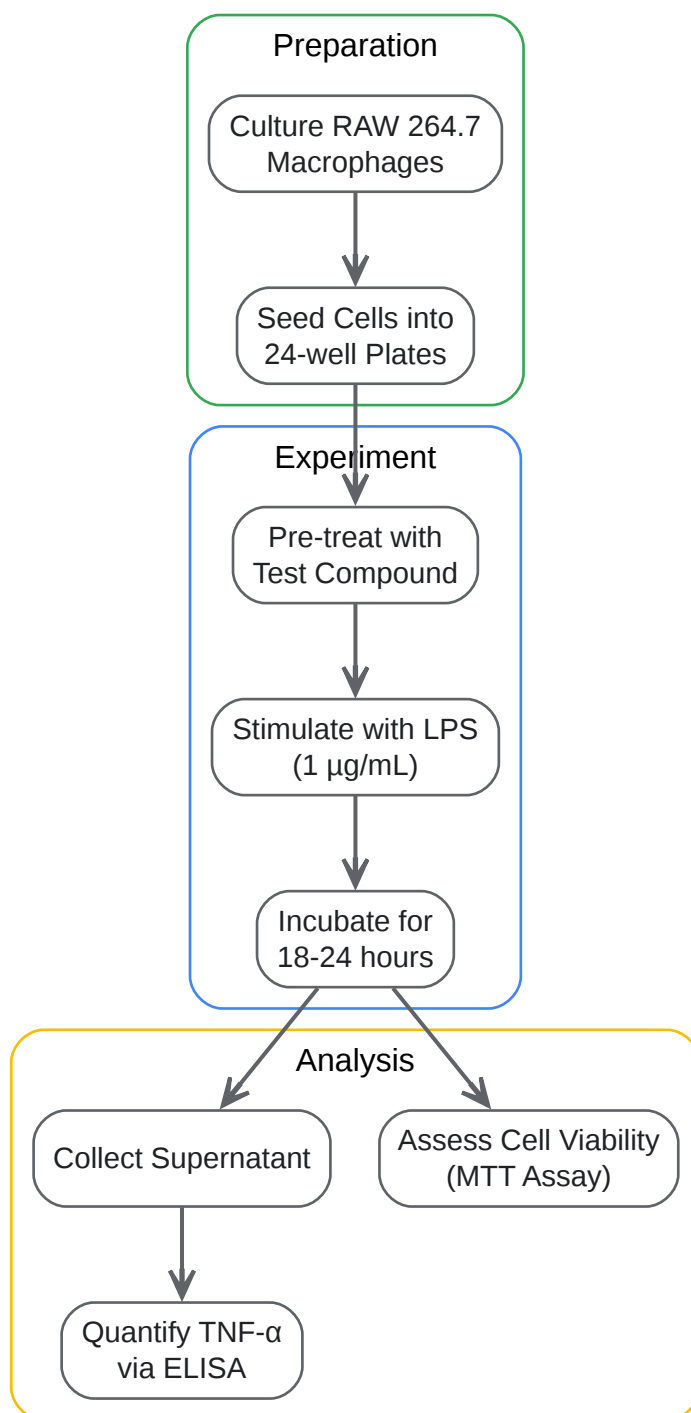 Preparation
Culture RAW 264.7
Macrophages
Seed Cells into
24-well Plates
Experiment
Pre-treat with
Test Compound
Stimulate with LPS
(1 µg/mL)
Incubate for
18-24 hours
Analysis
Collect Supernatant
Assess Cell Viability
(MTT Assay)
Quantify TNF-α
via ELISA